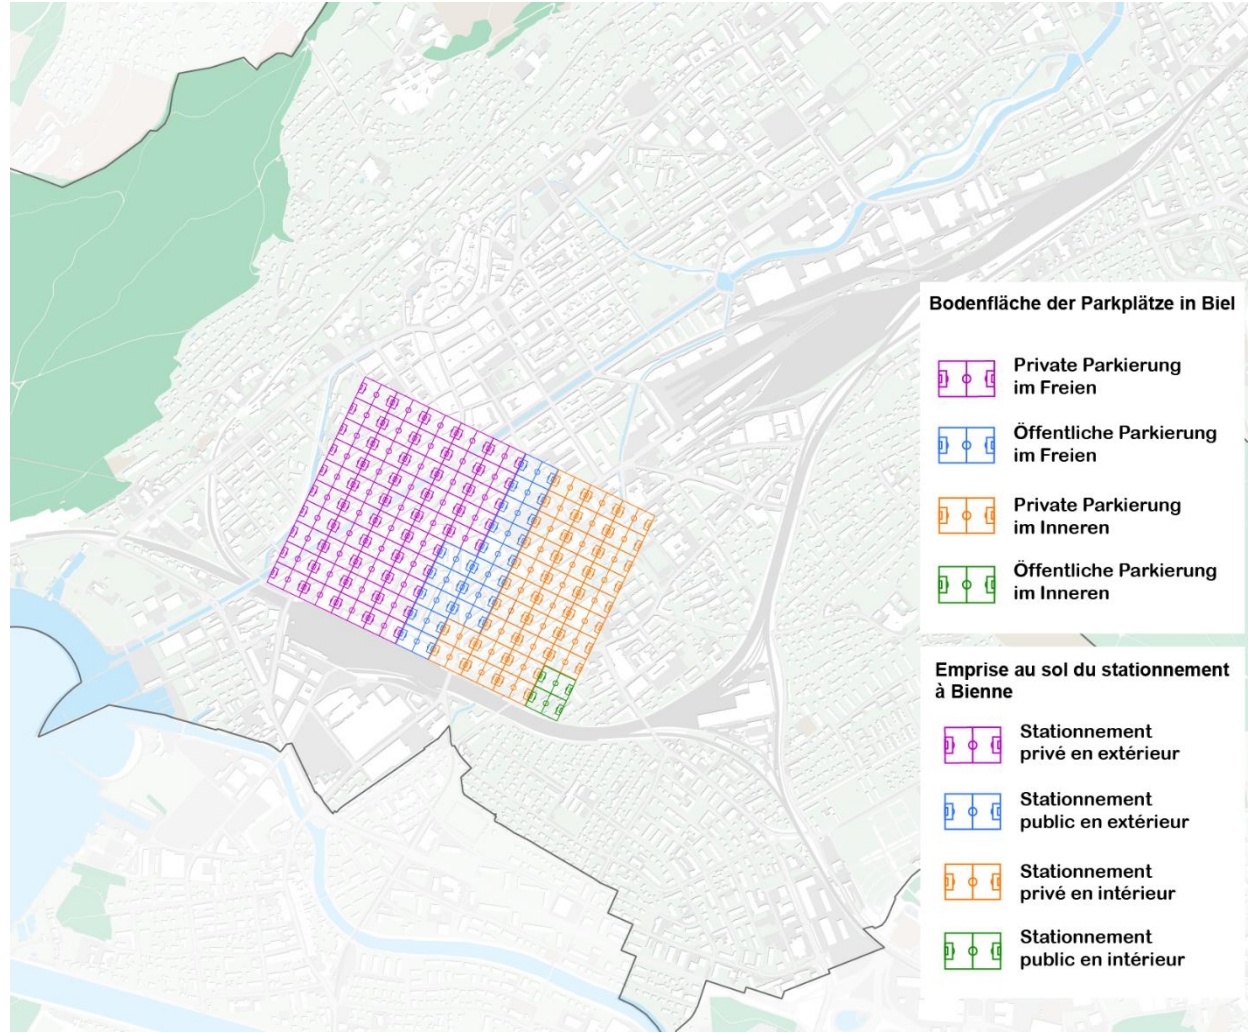 Bodenfläche der Parkplätze in Biel
Private Parkierung
im Freien
Öffentliche Parkierung
im Freien
Private Parkierung
im Inneren
Öffentliche Parkierung
im Inneren
Emprise au sol du stationnement
à Bienne
Stationnement
privé en extérieur
Stationnement
public en extérieur
Stationnement
privé en intérieur
Stationnement
public en intérieur